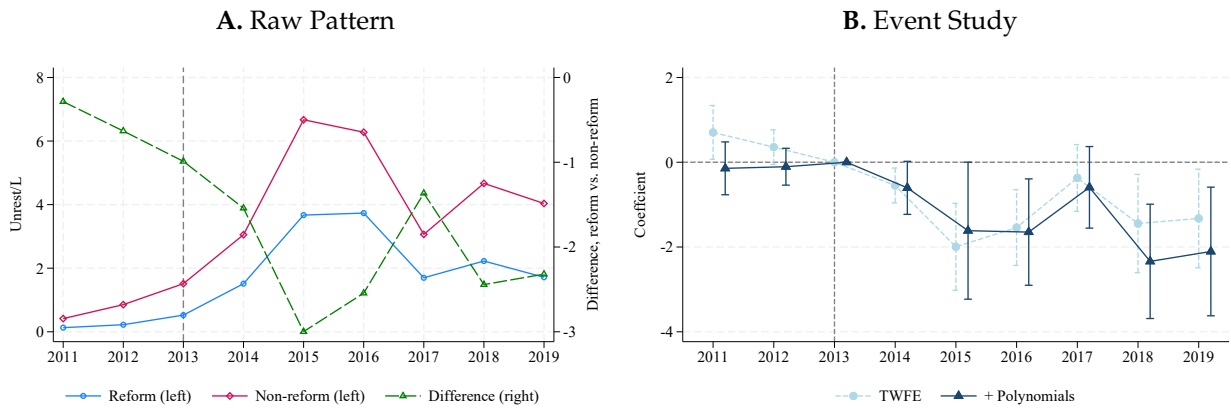 A. Raw Pattern
Unrest/L
8
6
4
2
0
0
-1
-2
-3
Difference, reform vs. non-reform
2011 2012 2013 2014 2015 2016 2017 2018 2019
Reform (left) Non-reform (left) Difference (right)
B. Event Study
Coeffcient
2
0
-2
-4
2011 2012 2013 2014 2015 2016 2017 2018 2019
TWFE + Polynomials